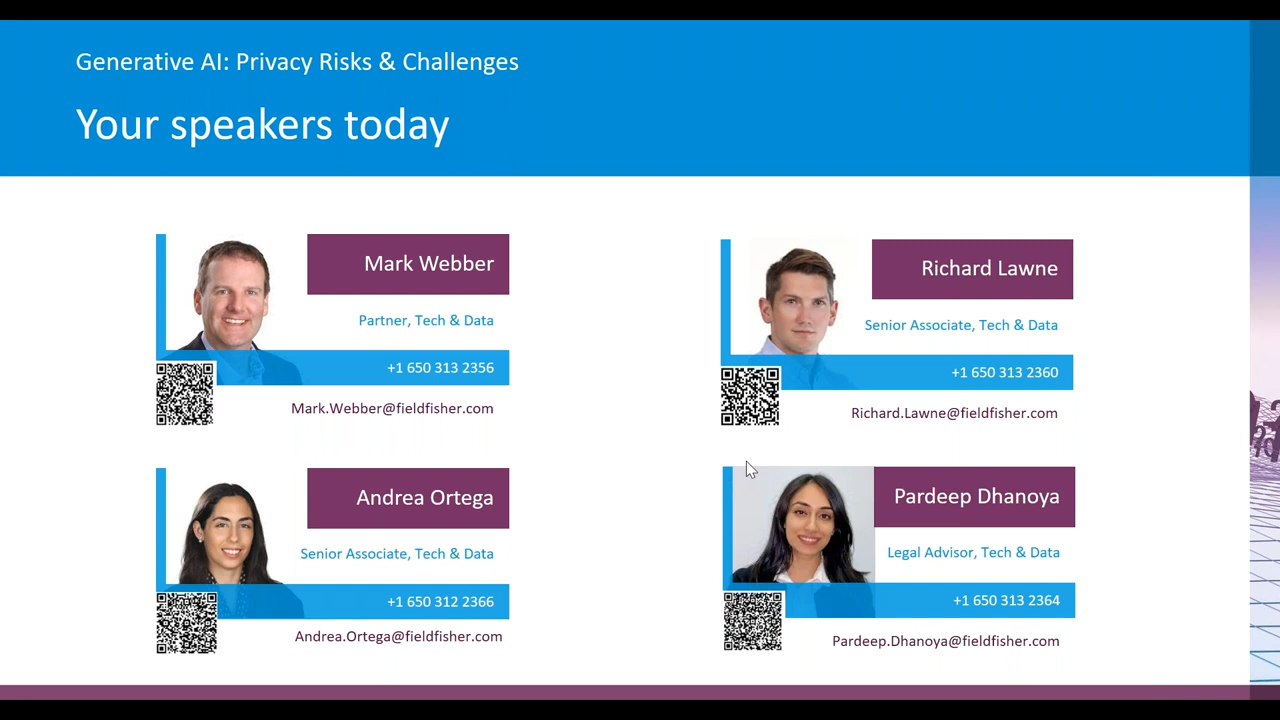 Generative AI: Privacy Risks & Challenges
Your speakers today
Mark Webber
Partner, Tech & Data
+1 650 313 2356
Mark.Webber@fieldfisher.com
Richard Lawne
Senior Associate, Tech & Data
+1 650 313 2360
Richard.Lawne@fieldfisher.com
Andrea Ortega
Senior Associate, Tech & Data
+1 650 312 2366
Andrea.Ortega@fieldfisher.com
Pardeep Dhanoya
Legal Advisor, Tech & Data
+1 650 313 2364
Pardeep.Dhanoya@fieldfisher.com